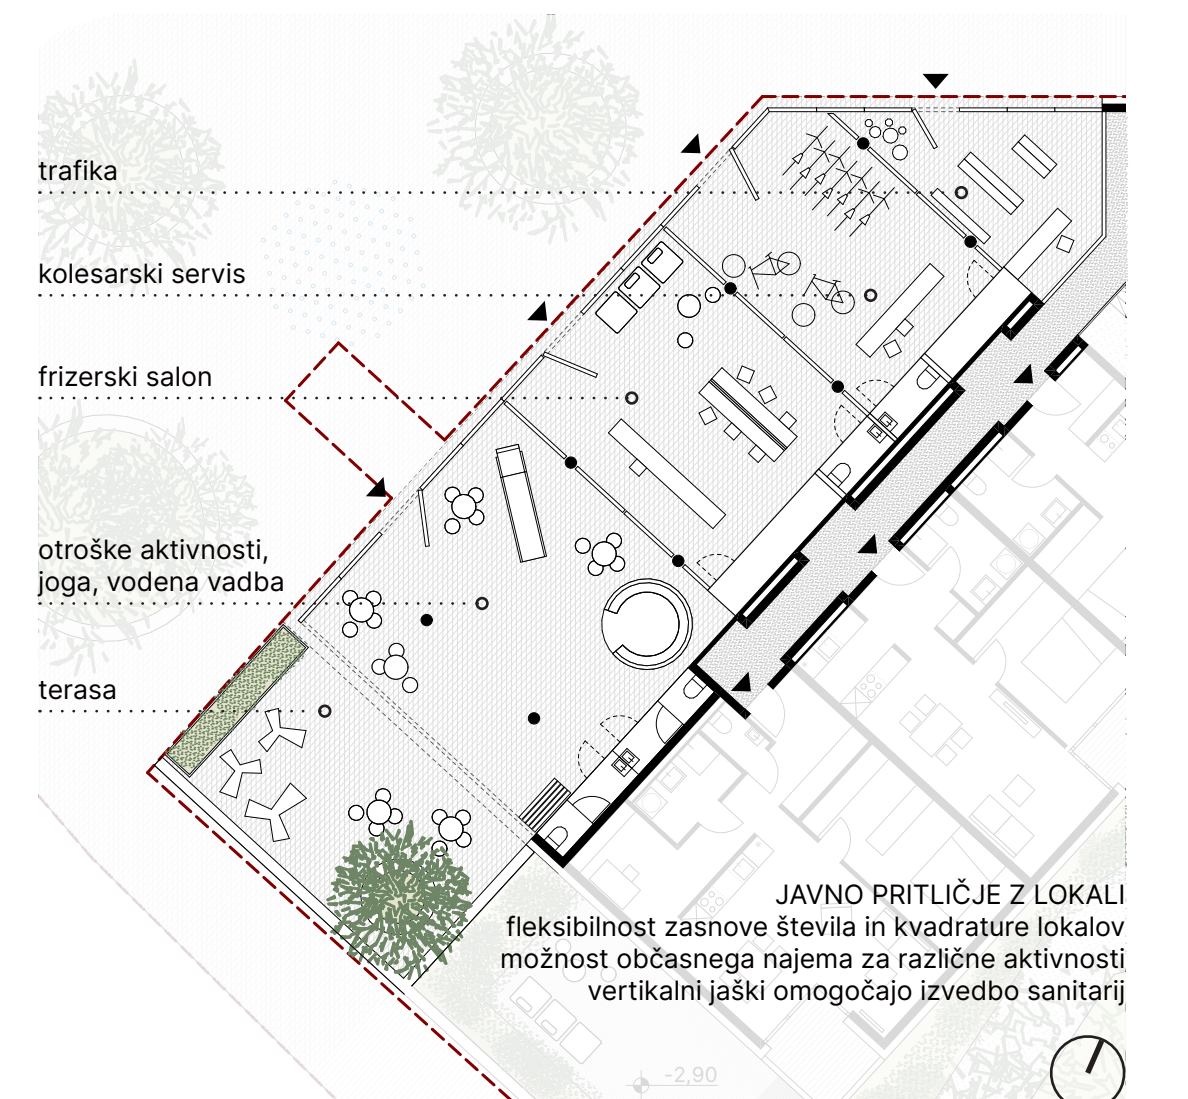 trafika
kolesarski servis
frizerski salon
otroške aktivnosti,
joga, vodena vadba
terasa
JAVNO PRITLIČJE Z LOKALI
fleksibilnost zasnove števila in kvadrature lokalov
možnost občasnega najema za različne aktivnosti
vertikalni jaški omogočajo izvedbo sanitarij
-2,90